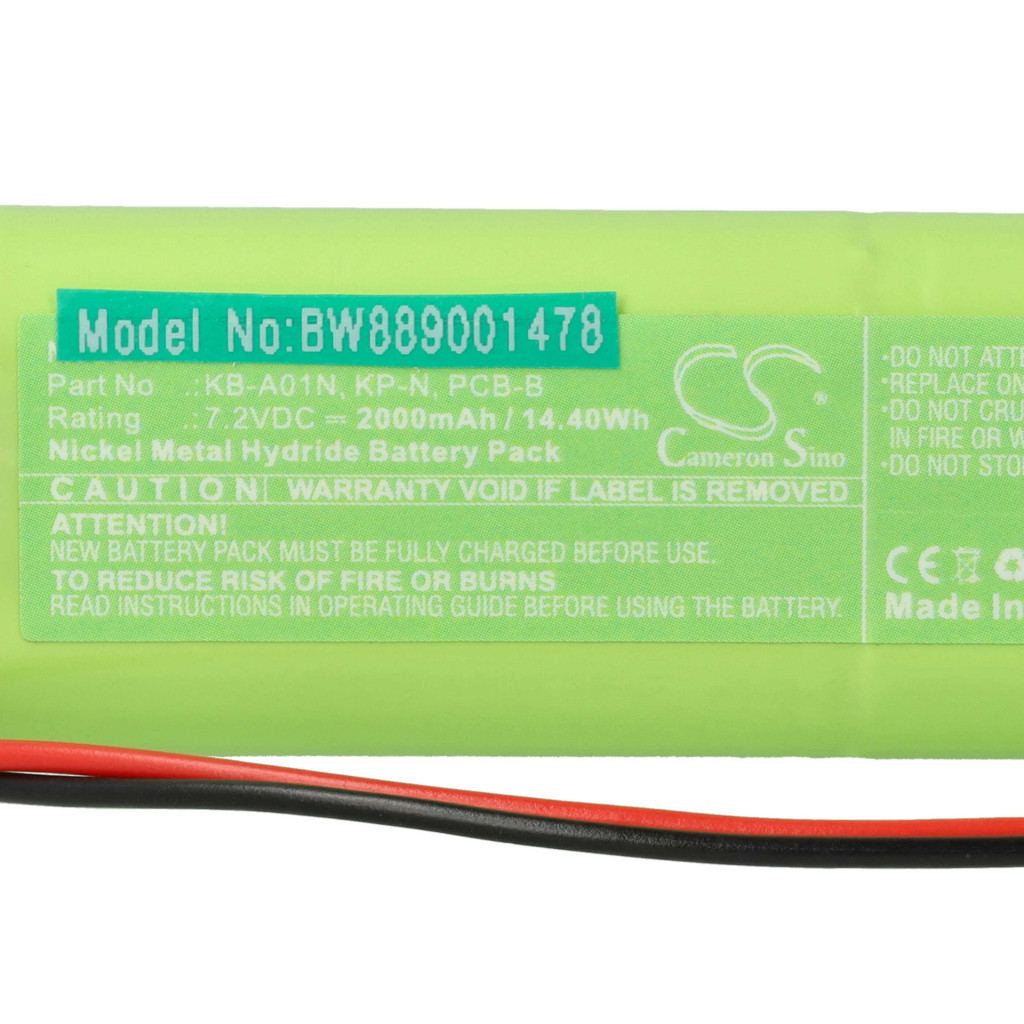 Model No:BW889001478
Part No .:KB-A01N, KP-N, PCB-B
Rating .:7.2VDC ⎓ 2000mAh / 14.40Wh
Nickel Metal Hydride Battery Pack
Cameron Sino ®
CAUTION! WARRANTY VOID IF LABEL IS REMOVED
ATTENTION!
NEW BATTERY PACK MUST BE FULLY CHARGED BEFORE USE.
TO REDUCE RISK OF FIRE OR BURNS
READ INSTRUCTIONS IN OPERATING GUIDE BEFORE USING THE BATTERY.
·DO NOT
·REPLACE ON
·DO NOT
IN FIRE OR
·DO NOT
CE
Made In